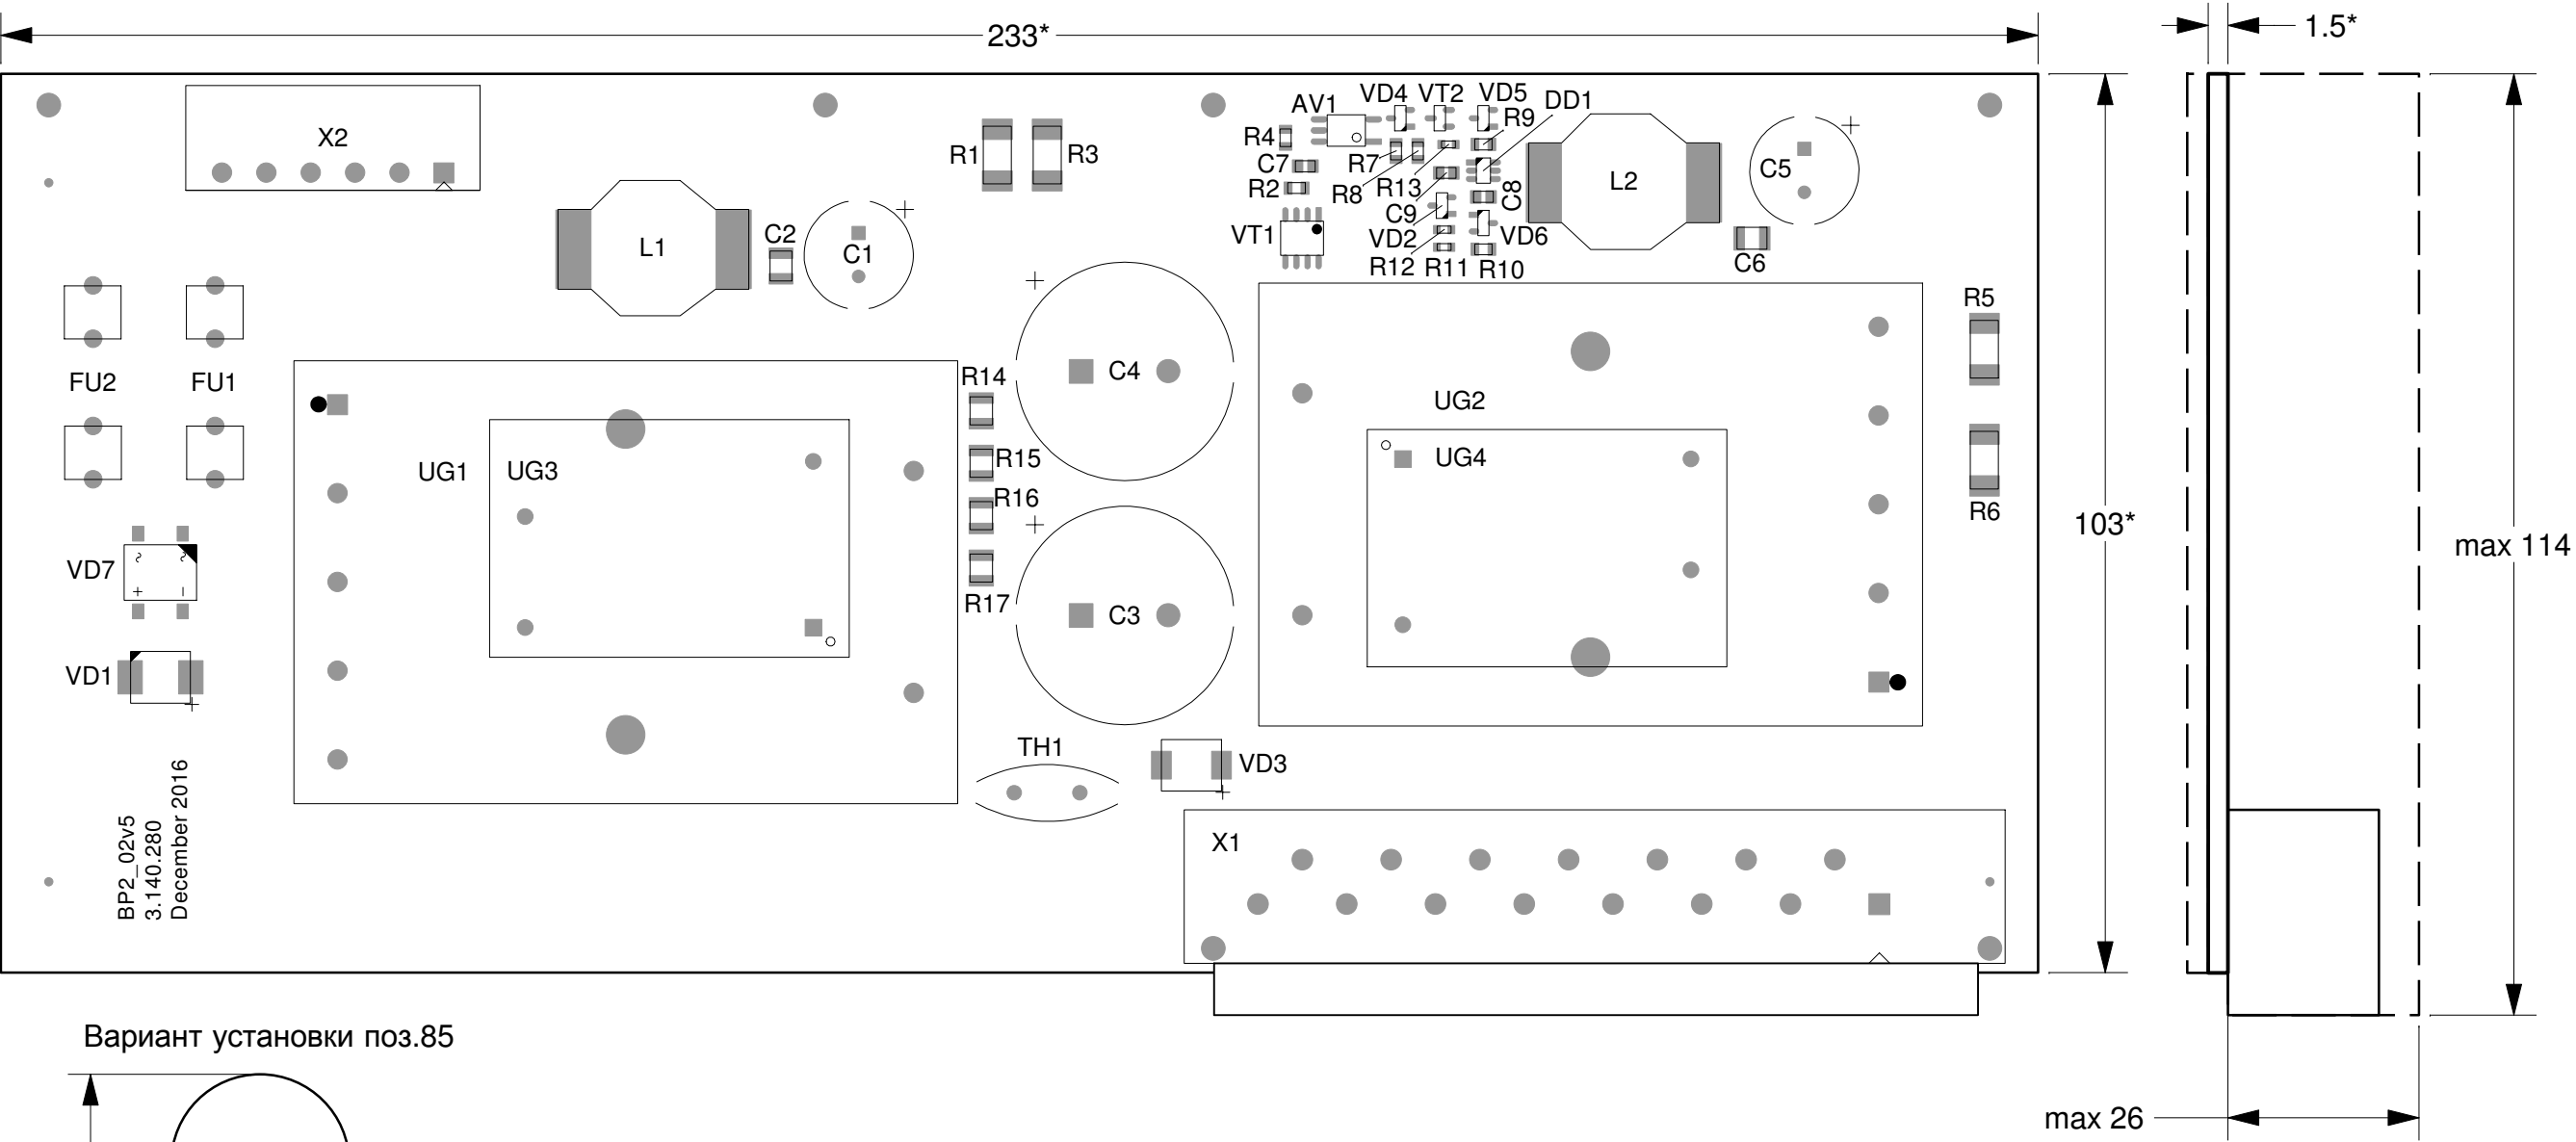 233*
1.5*
X2
R1
R3
AV1
VD4
VT2
VD5
DD1
R9
R4
C7
R7
R2
R8
R13
C9
C8
L2
C5
VT1
VD2
VD6
R12
R11
R10
C6
L1
C2
C1
FU2
FU1
R14
C4
R5
UG2
UG1
UG3
R15
UG4
R16
R6
103*
max 114
VD7
~
~
+
–
R17
C3
VD1
TH1
VD3
X1
BP2_02v5
3.140.280
December 2016
Вариант установки поз.85
max 26